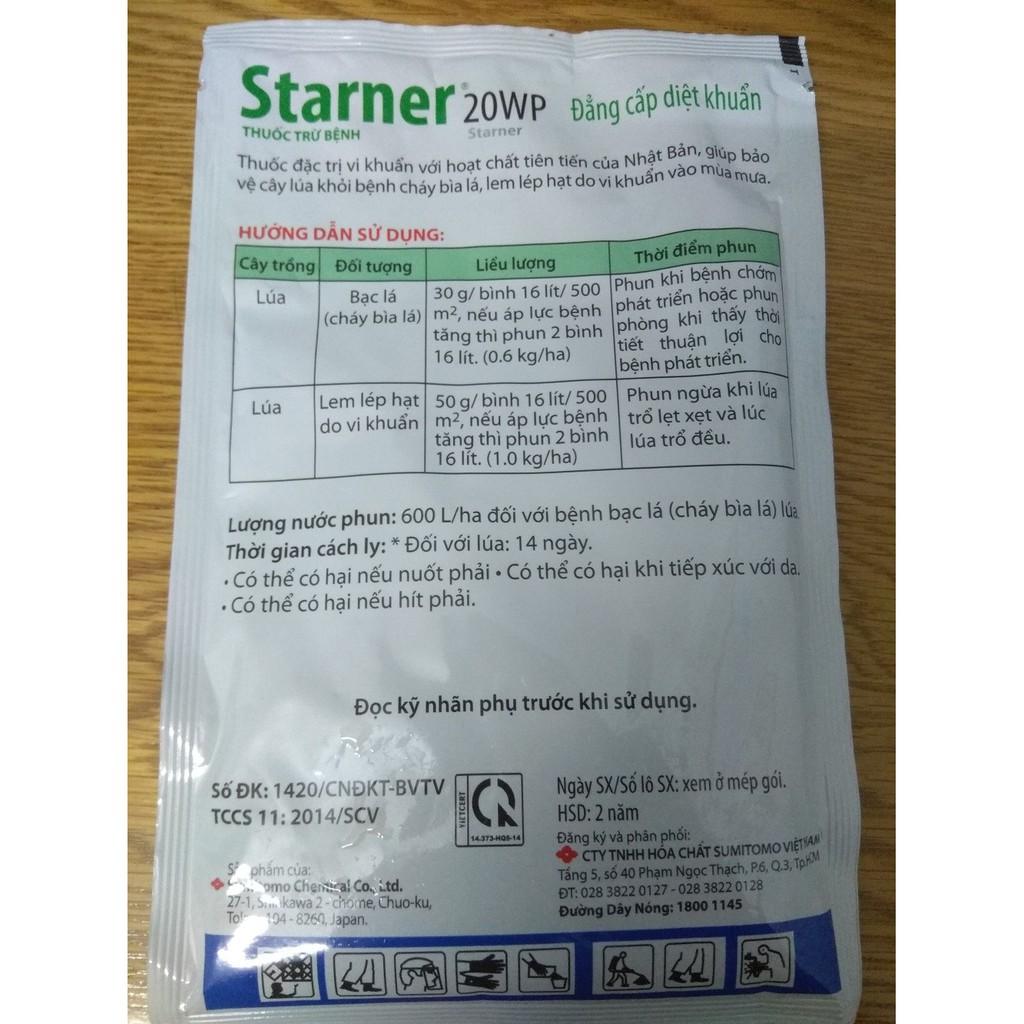 Starner® 20WP Đẳng cấp diệt khuẩn
THUỐC TRỪ BỆNH Starner
Thuốc đặc trị vi khuẩn với hoạt chất tiên tiến của Nhật Bản, giúp bảo
vệ cây lúa khỏi bệnh cháy bìa lá, lem lép hạt do vi khuẩn vào mùa mưa.
HƯỚNG DẪN SỬ DỤNG:
Cây trồng Đối tượng Liều lượng Thời điểm phun
Lúa
Bạc lá
(cháy bìa lá)
30 g/ bình 16 lít/ 500
m², nếu áp lực bệnh
tăng thì phun 2 bình
16 lít. (0.6 kg/ha)
Phun khi bệnh chớm
phát triển hoặc phun
phòng khi thấy thời
tiết thuận lợi cho
bệnh phát triển.
Lúa
Lem lép hạt
do vi khuẩn
50 g/ bình 16 lít/ 500
m², nếu áp lực bệnh
tăng thì phun 2 bình
16 lít. (1.0 kg/ha)
Phun ngừa khi lúa
trổ lẹt xẹt và lúc
lúa trổ đều.
Lượng nước phun: 600 L/ha đối với bệnh bạc lá (cháy bìa lá) lúa.
Thời gian cách ly: * Đối với lúa: 14 ngày.
• Có thể có hại nếu nuốt phải • Có thể có hại khi tiếp xúc với da.
• Có thể có hại nếu hít phải.
Đọc kỹ nhãn phụ trước khi sử dụng.
Số ĐK: 1420/CNĐKT-BVTV
TCCS 11: 2014/SCV
VIETCERT
14-373-HQ5-14
Ngày SX/Số lô SX: xem ở mép gói.
HSD: 2 năm
Đăng ký và phân phối:
CTY TNHH HÓA CHẤT SUMITOMO VIỆT NAM
Tầng 5, số 40 Phạm Ngọc Thạch, P.6, Q.3, Tp.HCM
ĐT: 028 3822 0127 - 028 3822 0128
Đường Dây Nóng: 1800 1145
Sản phẩm của:
Sumitomo Chemical Co., Ltd.
27-1, Shinkawa 2 - chome, Chuo-ku,
104 - 8260, Japan.